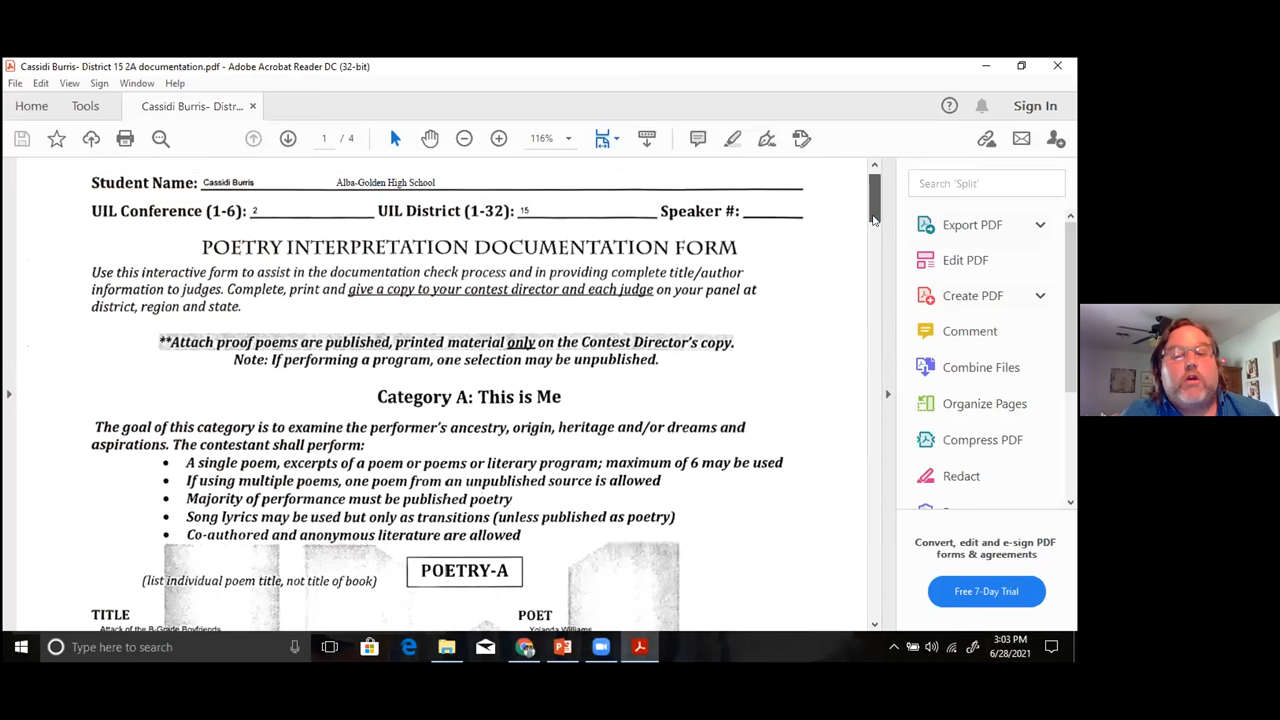 Cassidi Burris- District 15 2A documentation.pdf - Adobe Acrobat Reader DC (32-bit)
File Edit View Sign Window Help
Home Tools Cassidi Burris- Distr... × Sign In
1 / 4 116%
Student Name: Cassidi Burris Alba-Golden High School
UIL Conference (1-6): 2 UIL District (1-32): 15 Speaker #:
POETRY INTERPRETATION DOCUMENTATION FORM
Use this interactive form to assist in the documentation check process and in providing complete title/author
information to judges. Complete, print and give a copy to your contest director and each judge on your panel at
district, region and state.
**Attach proof poems are published, printed material only on the Contest Director's copy.
Note: If performing a program, one selection may be unpublished.
Category A: This is Me
The goal of this category is to examine the performer's ancestry, origin, heritage and/or dreams and
aspirations. The contestant shall perform:
• A single poem, excerpts of a poem or poems or literary program; maximum of 6 may be used
• If using multiple poems, one poem from an unpublished source is allowed
• Majority of performance must be published poetry
• Song lyrics may be used but only as transitions (unless published as poetry)
• Co-authored and anonymous literature are allowed
(list individual poem title, not title of book) POETRY-A
TITLE POET
Attack of the B-Grade Boyfriends Yolanda Williams
Search 'Split'
Export PDF
Edit PDF
Create PDF
Comment
Combine Files
Organize Pages
Compress PDF
Redact
Convert, edit and e-sign PDF
forms & agreements
Free 7-Day Trial
Type here to search
3:03 PM
6/28/2021